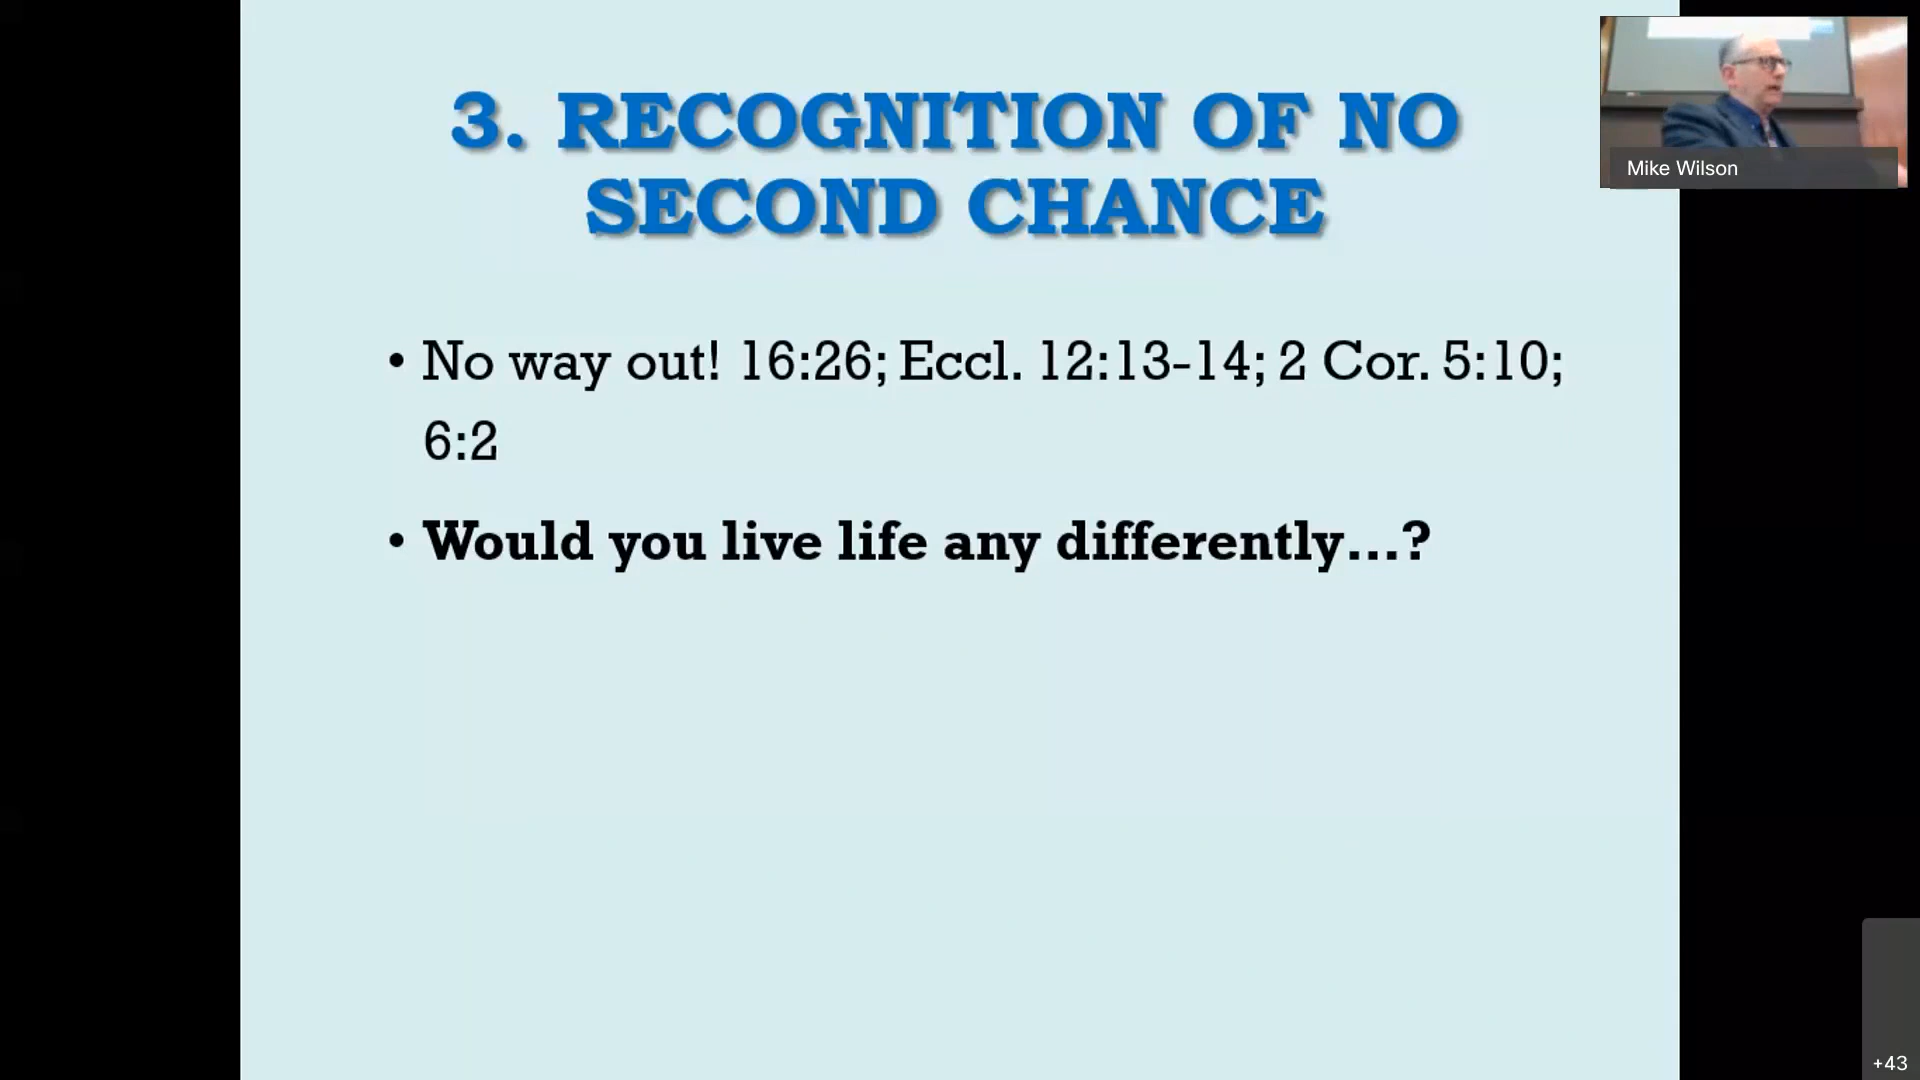 3. RECOGNITION OF NO
SECOND CHANCE
• No way out! 16:26; Eccl. 12:13-14; 2 Cor. 5:10;
6:2
• Would you live life any differently...?
Mike Wilson
+43